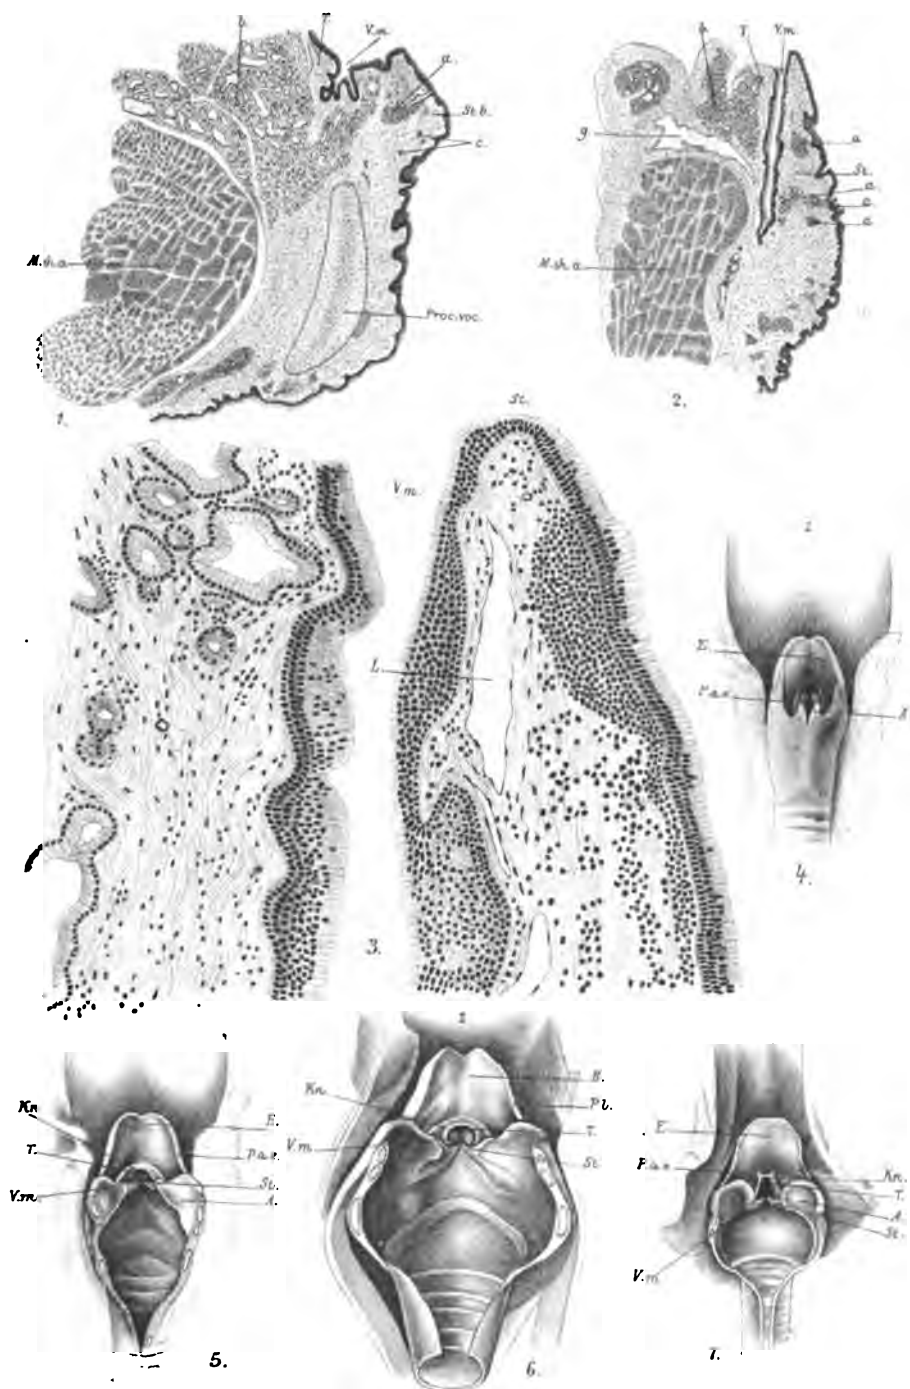 b.
T.
V.m.
a.
St.b.
c.
M.th.a
Proc.voc.
1.
b.
T.
V.m.
g
a
St.
a
c
c
M.th.a
2.
St.
V.m.
L.
3.
E
P.a.e.
K
4.
Kn
T.
V.m.
E.
P.a.e.
St.
A.
5.
Kn.
V.m
E.
Pl.
T.
St.
6.
E
P.a.e.
V.m
Kn.
T.
A.
St.
7.